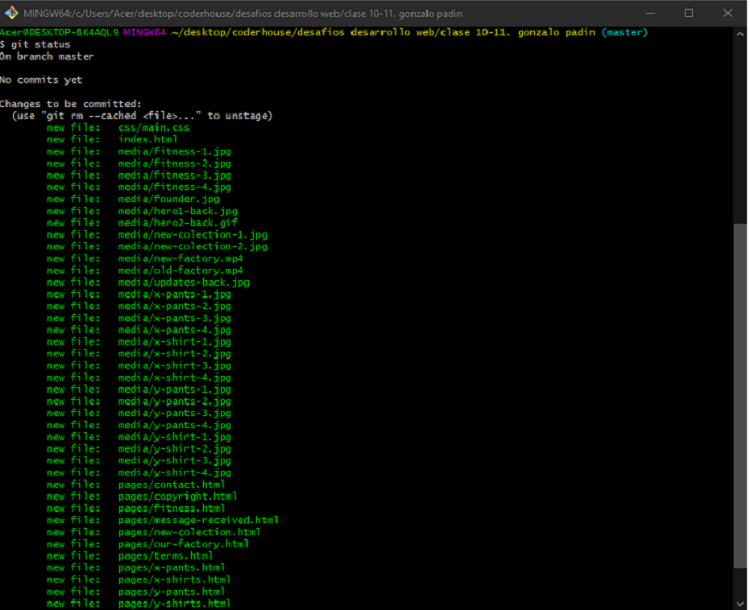 MINGW64:/c/Users/Acer/desktop/coderhouse/desafios desarrollo web/clase 10-11. gonzalo padin
Acer@DESKTOP-BK4AQL9 MINGW64 ~/desktop/coderhouse/desafios desarrollo web/clase 10-11. gonzalo padin (master)
$ git status
On branch master
No commits yet
Changes to be committed:
(use "git rm --cached <file>..." to unstage)
new file: css/main.css
new file: index.html
new file: media/fitness-1.jpg
new file: media/fitness-2.jpg
new file: media/fitness-3.jpg
new file: media/fitness-4.jpg
new file: media/founder.jpg
new file: media/hero1-back.jpg
new file: media/hero2-back.gif
new file: media/new-colection-1.jpg
new file: media/new-colection-2.jpg
new file: media/new-factory.mp4
new file: media/old-factory.mp4
new file: media/updates-back.jpg
new file: media/x-pants-1.jpg
new file: media/x-pants-2.jpg
new file: media/x-pants-3.jpg
new file: media/x-pants-4.jpg
new file: media/x-shirt-1.jpg
new file: media/x-shirt-2.jpg
new file: media/x-shirt-3.jpg
new file: media/x-shirt-4.jpg
new file: media/y-pants-1.jpg
new file: media/y-pants-2.jpg
new file: media/y-pants-3.jpg
new file: media/y-pants-4.jpg
new file: media/y-shirt-1.jpg
new file: media/y-shirt-2.jpg
new file: media/y-shirt-3.jpg
new file: media/y-shirt-4.jpg
new file: pages/contact.html
new file: pages/copyright.html
new file: pages/fitness.html
new file: pages/message-received.html
new file: pages/new-colection.html
new file: pages/our-factory.html
new file: pages/terms.html
new file: pages/x-pants.html
new file: pages/x-shirts.html
new file: pages/y-pants.html
new file: pages/y-shirts.html